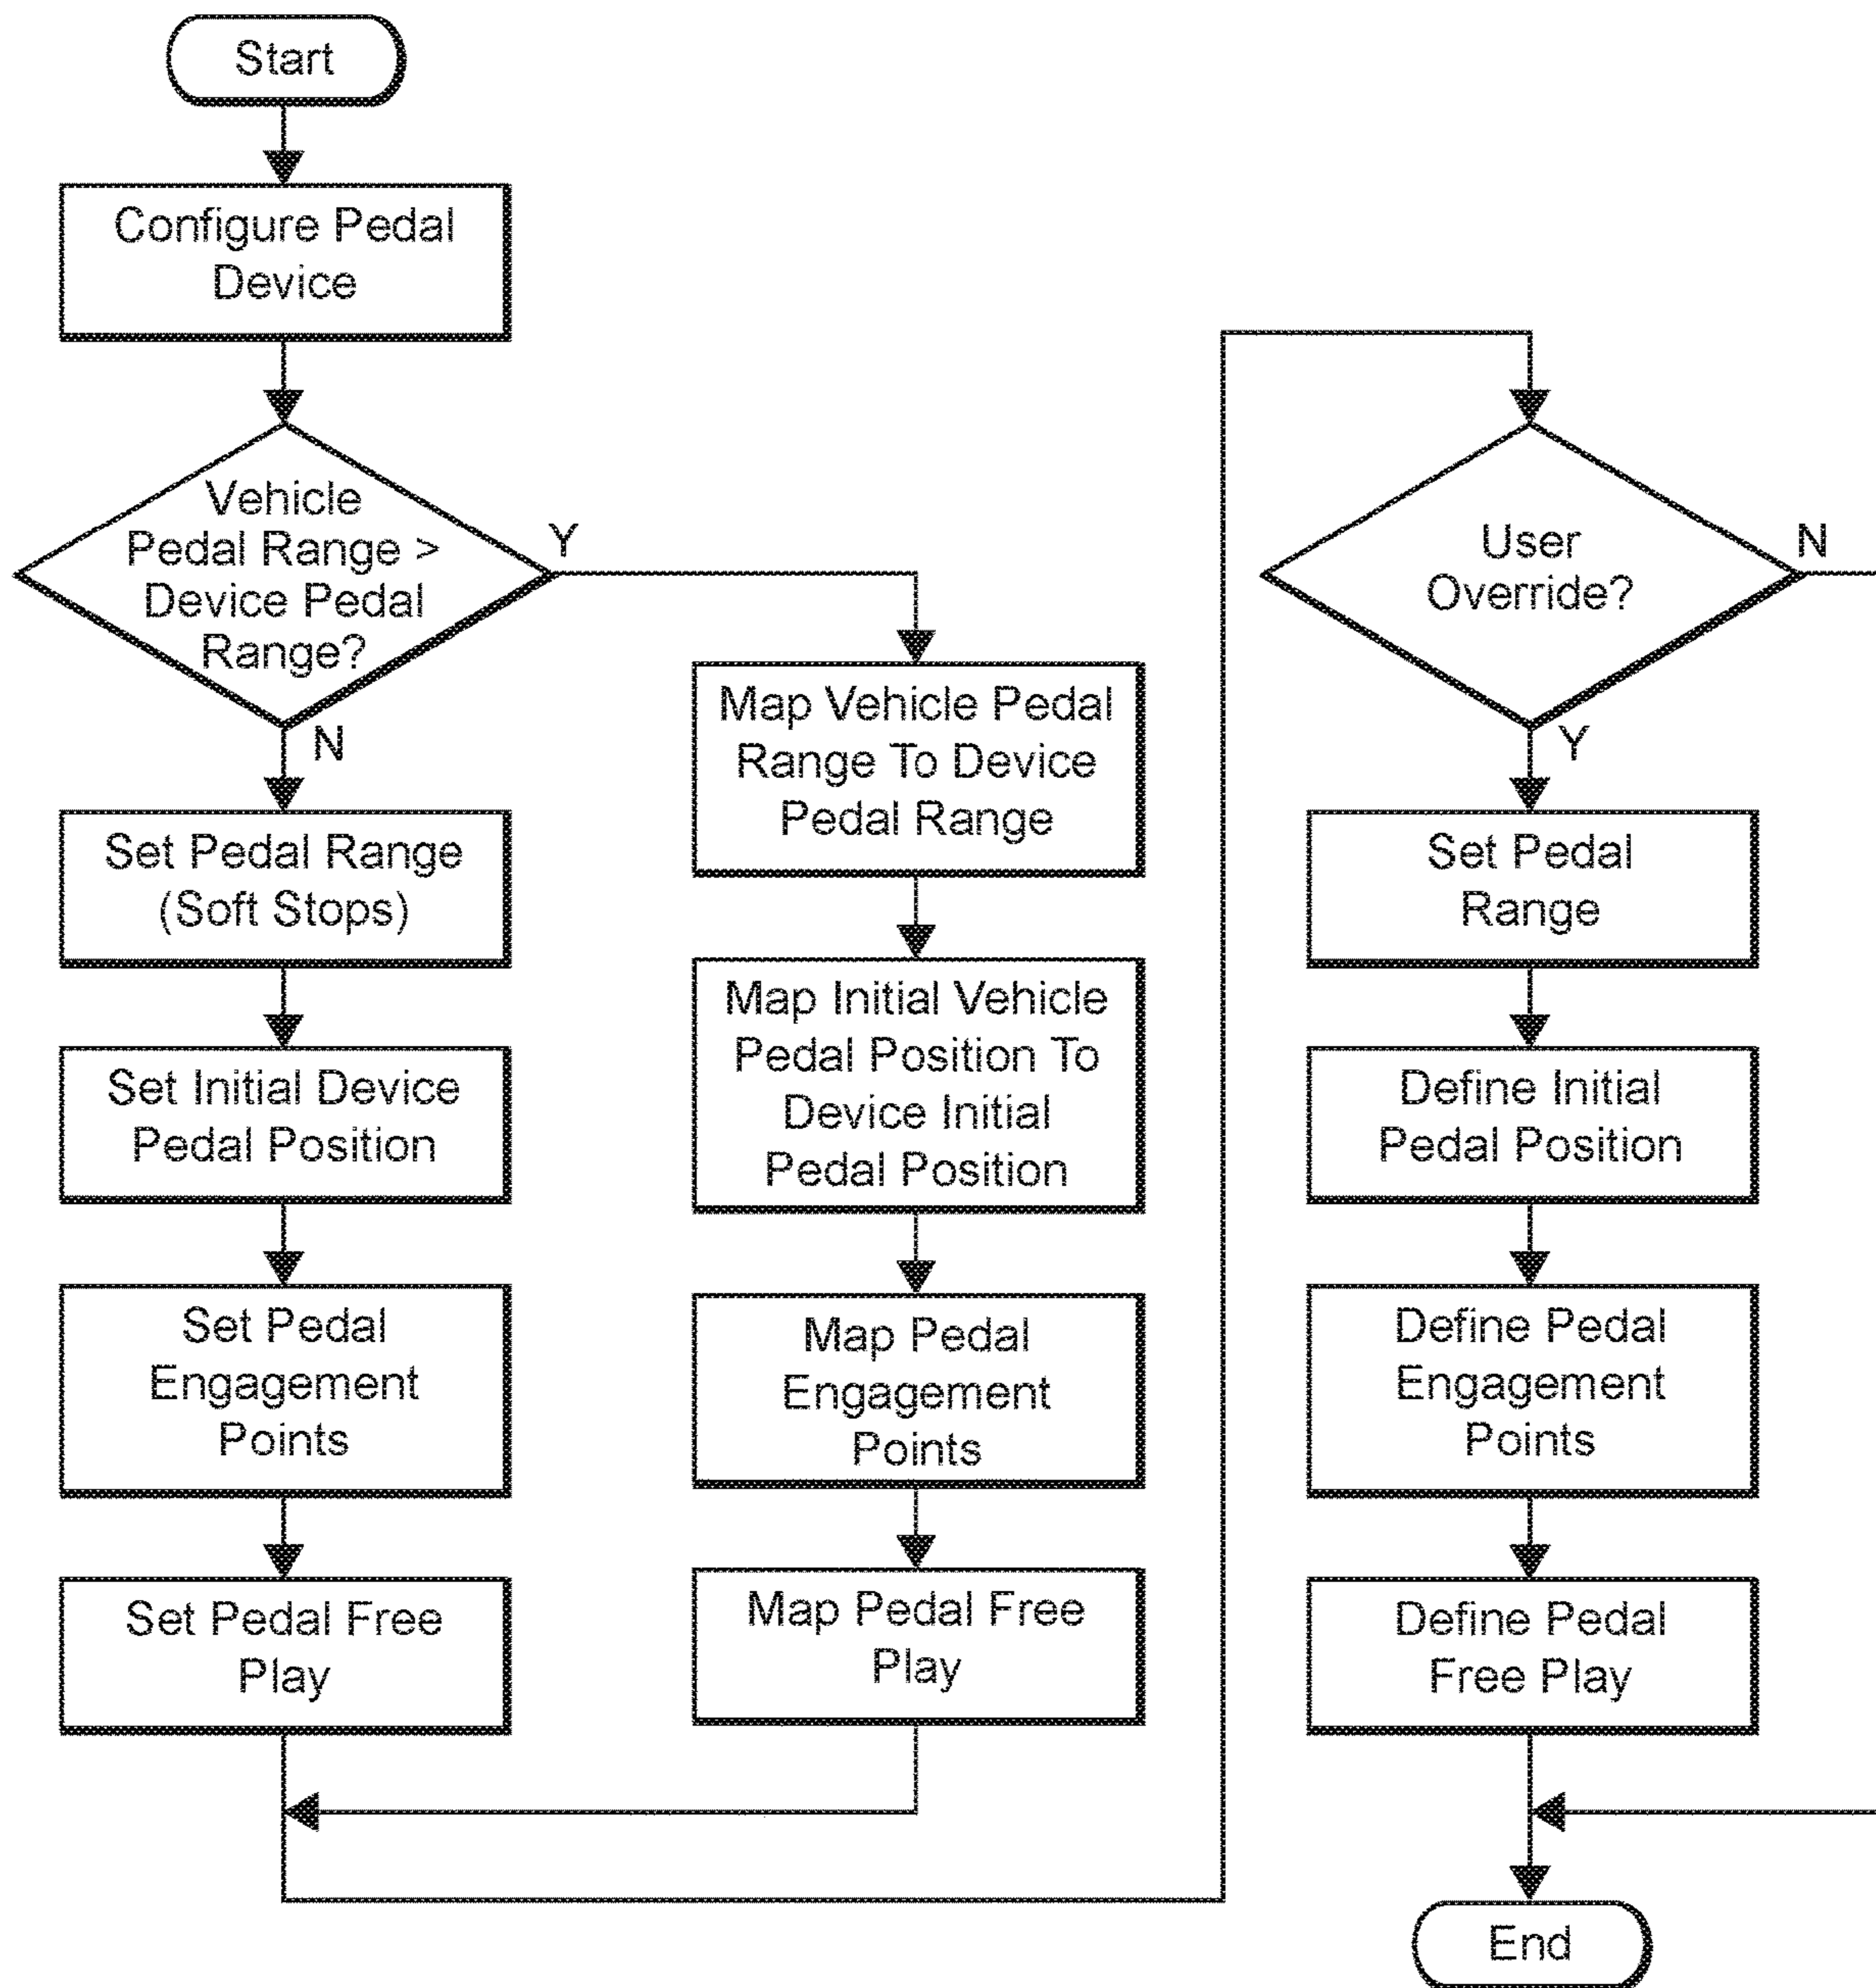 Start
Configure Pedal
Device
Vehicle
Pedal Range >
Device Pedal
Range?
Y
N
Set Pedal Range
(Soft Stops)
Set Initial Device
Pedal Position
Set Pedal
Engagement
Points
Set Pedal Free
Play
Map Vehicle Pedal
Range To Device
Pedal Range
Map Initial Vehicle
Pedal Position To
Device Initial
Pedal Position
Map Pedal
Engagement
Points
Map Pedal Free
Play
User
Override?
N
Y
Set Pedal
Range
Define Initial
Pedal Position
Define Pedal
Engagement
Points
Define Pedal
Free Play
End